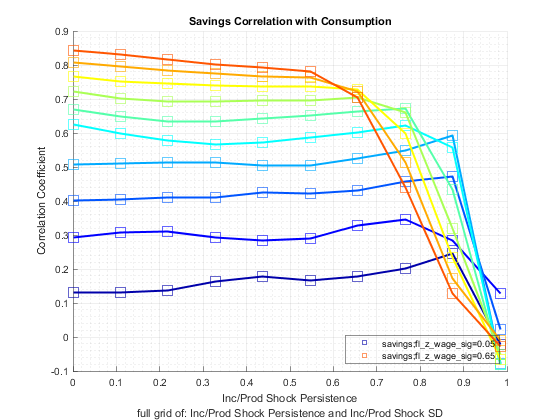 Savings Correlation with Consumption
0.9
0.8
0.7
0.6
0.5
0.4
0.3
0.2
0.1
0
-0.1
Correlation Coefficient
savings;fl_z_wage_sig=0.05
savings;fl_z_wage_sig=0.65
0 0.1 0.2 0.3 0.4 0.5 0.6 0.7 0.8 0.9 1
Inc/Prod Shock Persistence
full grid of: Inc/Prod Shock Persistence and Inc/Prod Shock SD